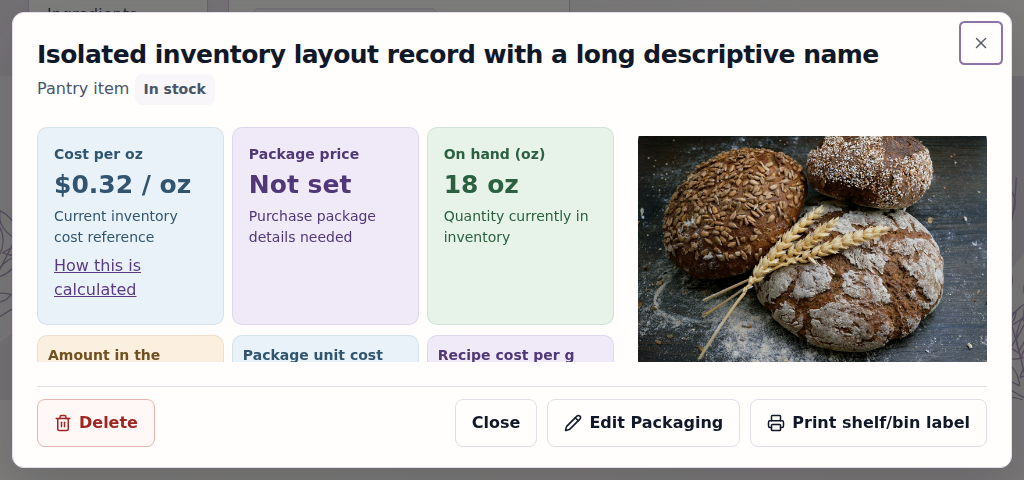 Isolated inventory layout record with a long descriptive name
Pantry item In stock
Cost per oz
$0.32 / oz
Current inventory
cost reference
How this is
calculated
Package price
Not set
Purchase package
details needed
On hand (oz)
18 oz
Quantity currently in
inventory
Amount in the
Package unit cost
Recipe cost per g
Delete
Close
Edit Packaging
Print shelf/bin label